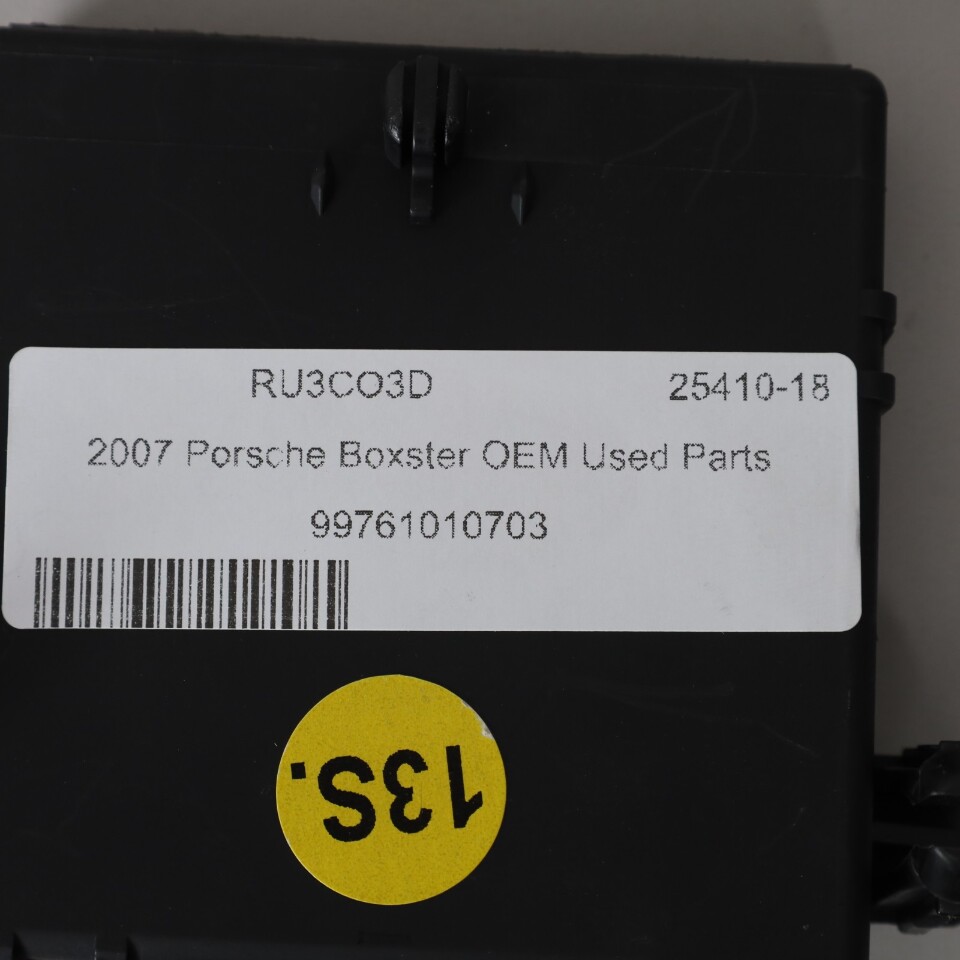 RU3CO3D 25410-18
2007 Porsche Boxster OEM Used Parts
99761010703
13S.